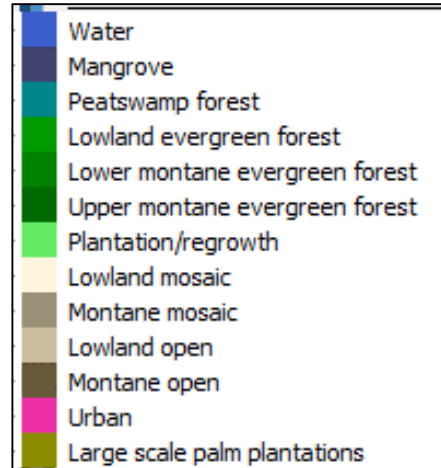 Water
Mangrove
Peatswamp forest
Lowland evergreen forest
Lower montane evergreen forest
Upper montane evergreen forest
Plantation/regrowth
Lowland mosaic
Montane mosaic
Lowland open
Montane open
Urban
Large scale palm plantations